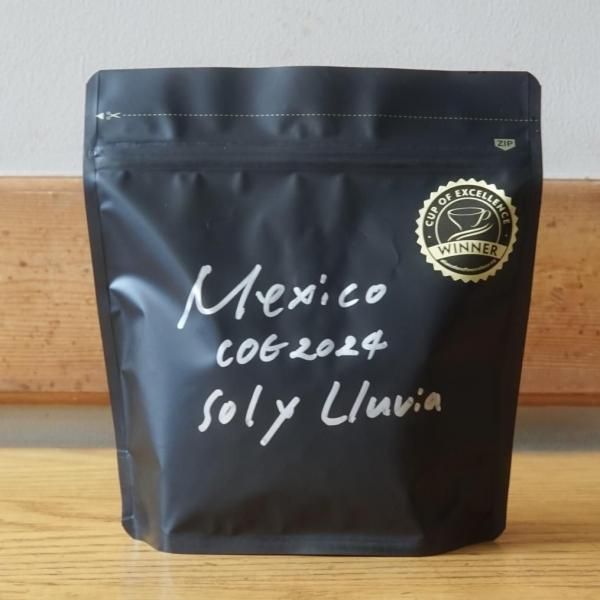 ZIP
CUP OF EXCELLENCE
WINNER
Mexico
COE2024
Sol y Lluvia